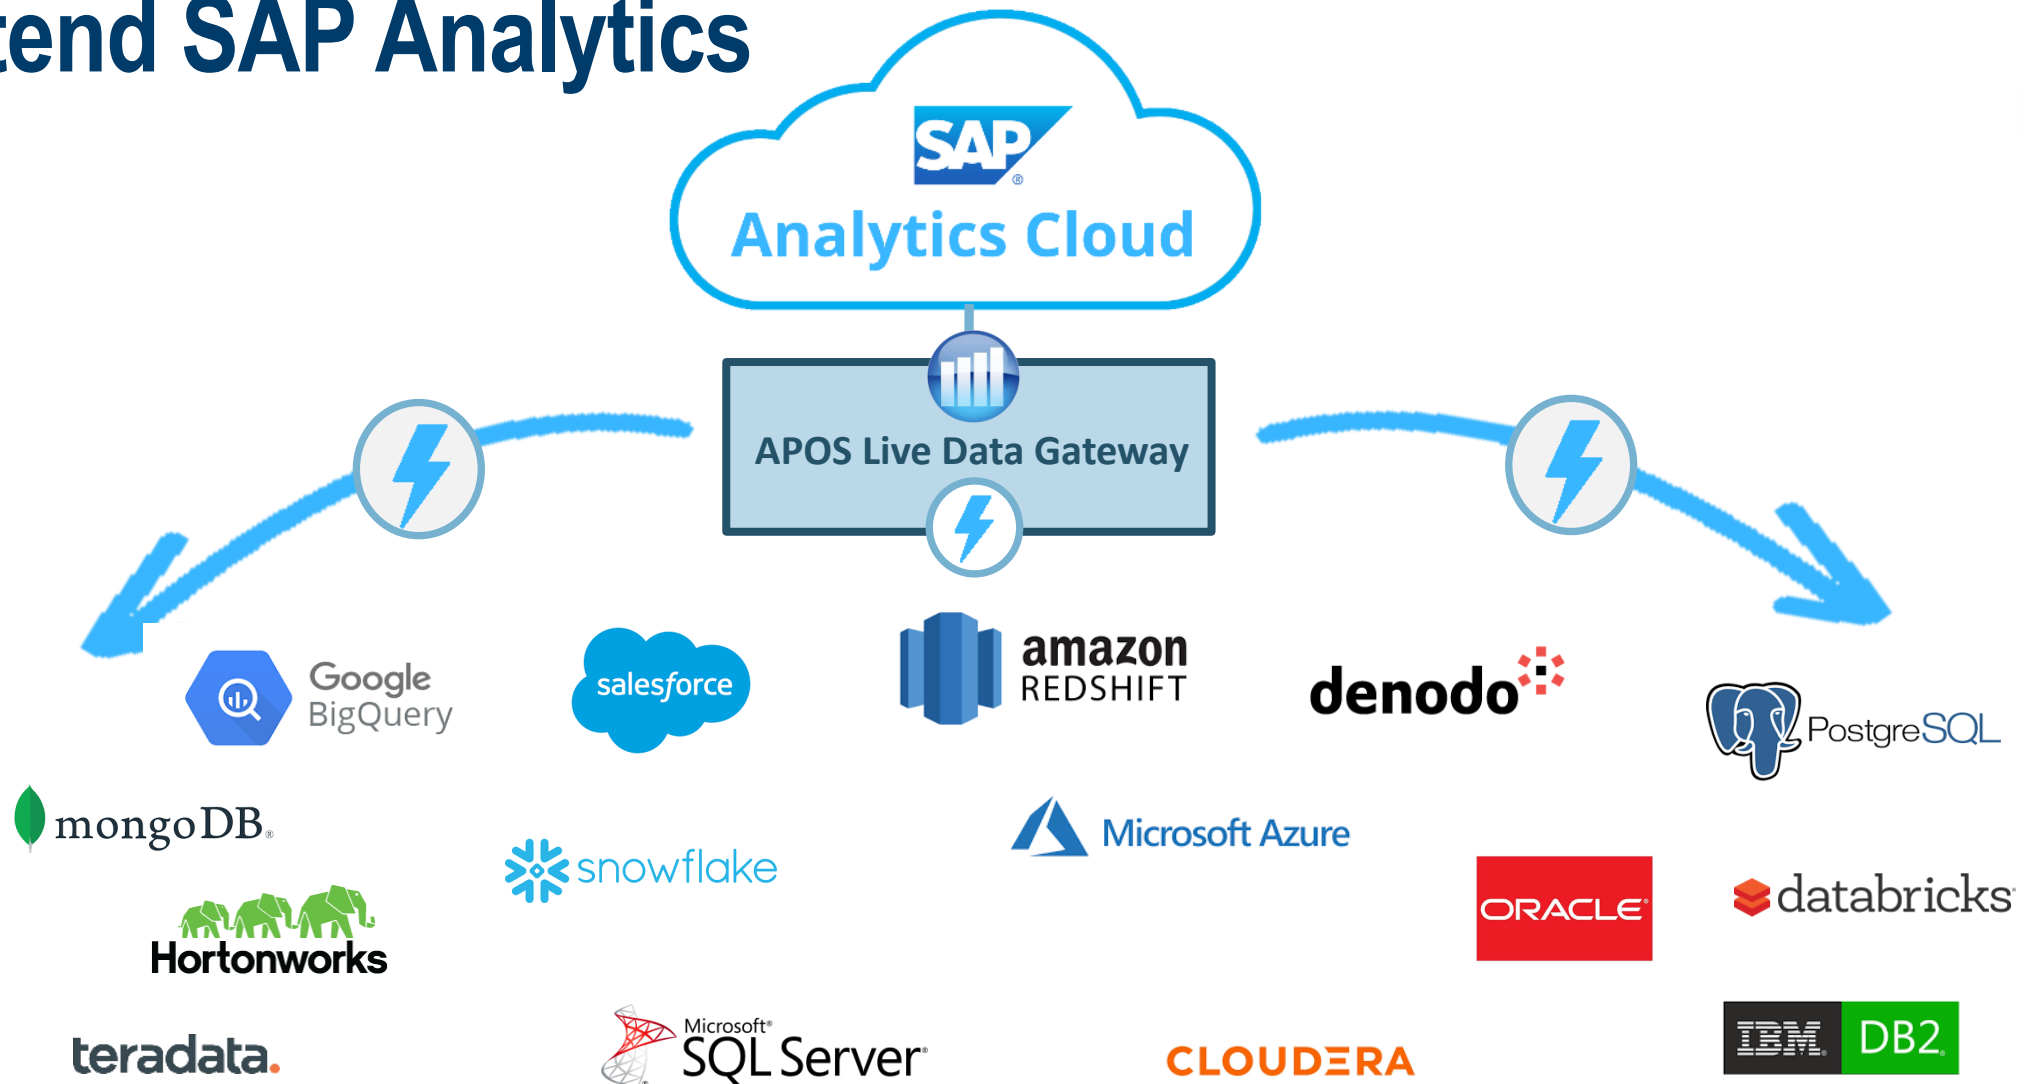 tend SAP Analytics
SAP
®
Analytics Cloud
APOS Live Data Gateway
Google
BigQuery
salesforce
amazon
REDSHIFT
denodo
PostgreSQL
mongoDB®
snowflake
Microsoft Azure
ORACLE®
databricks
Hortonworks
teradata.
Microsoft®
SQL Server®
CLOUDERA
IBM® DB2®